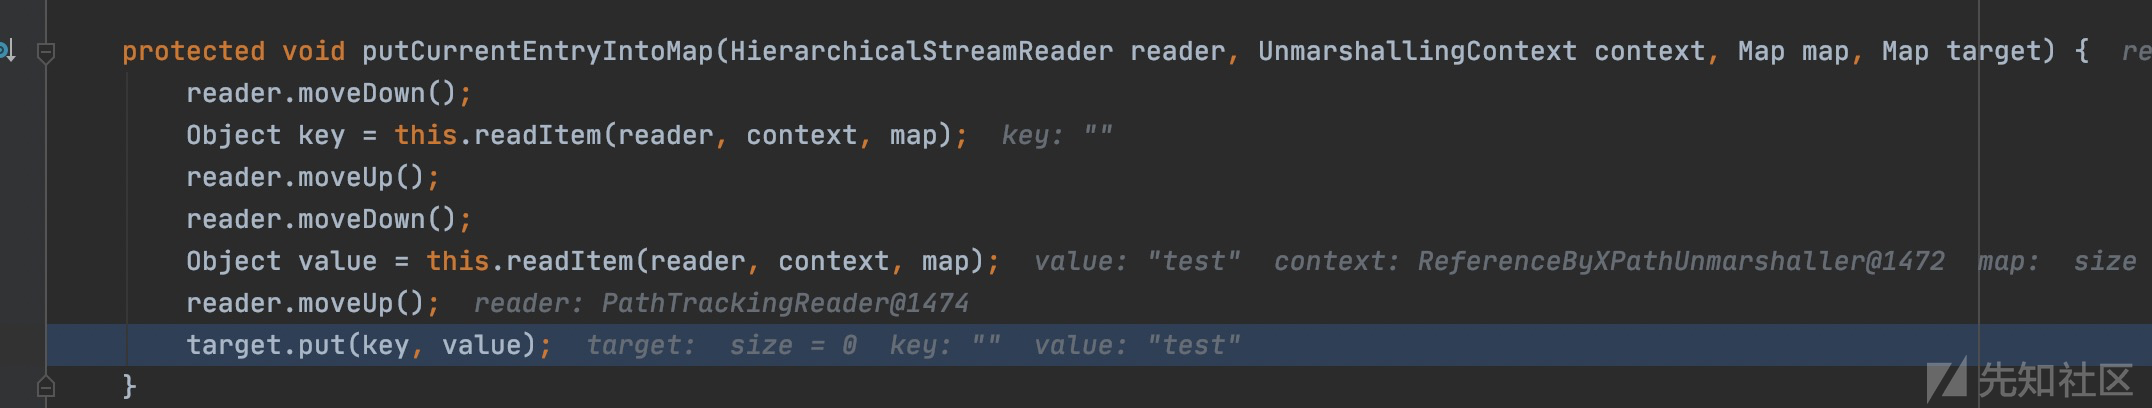 protected void putCurrentEntryIntoMap(HierarchicalStreamReader reader, UnmarshallingContext context, Map map, Map target) {  re
reader.moveDown();
Object key = this.readItem(reader, context, map);  key: ""
reader.moveUp();
reader.moveDown();
Object value = this.readItem(reader, context, map);  value: "test"  context: ReferenceByXPathUnmarshaller@1472  map:  size
reader.moveUp();  reader: PathTrackingReader@1474
target.put(key, value);  target:  size = 0  key: ""  value: "test"
}
先知社区